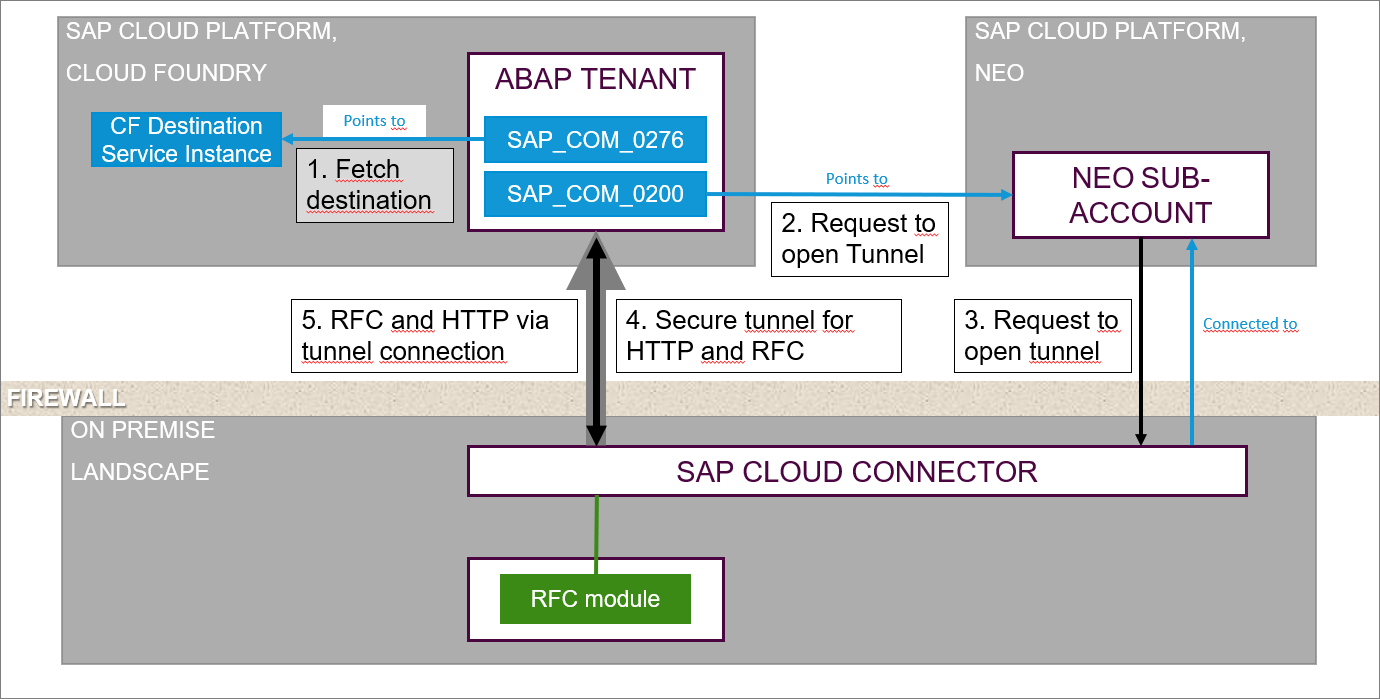 SAP CLOUD PLATFORM,
CLOUD FOUNDRY
ABAP TENANT
CF Destination
Service Instance
Points to
SAP_COM_0276
1. Fetch
destination
SAP_COM_0200
SAP CLOUD PLATFORM,
NEO
Points to
NEO SUB-
ACCOUNT
2. Request to
open Tunnel
5. RFC and HTTP via
tunnel connection
4. Secure tunnel for
HTTP and RFC
3. Request to
open tunnel
Connected to
FIREWALL
ON PREMISE
LANDSCAPE
SAP CLOUD CONNECTOR
RFC module